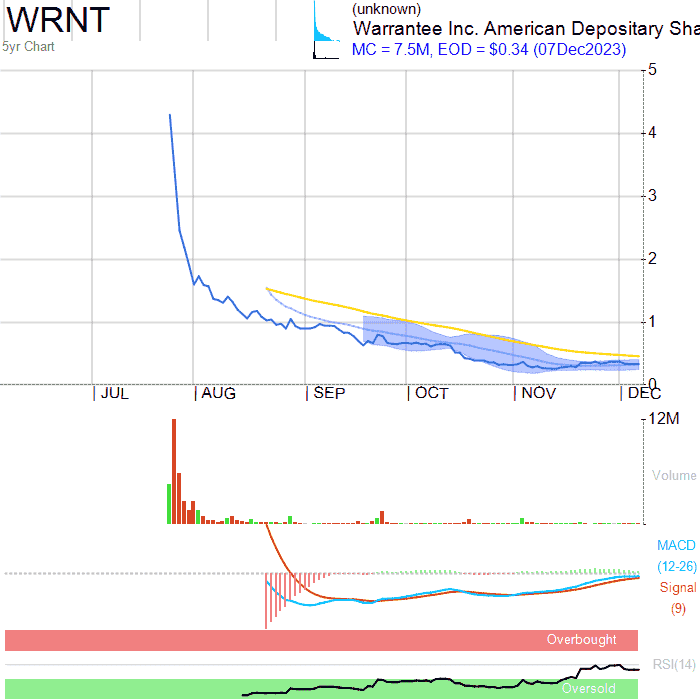 WRNT
5yr Chart
(unknown)
Warrantee Inc. American Depositary Sha
MC = 7.5M, EOD = $0.34 (07Dec2023)
5
4
3
2
1
0
JUL
AUG
SEP
OCT
NOV
DEC
12M
Volume
MACD
(12-26)
Signal
(9)
Overbought
RSI(14)
Oversold